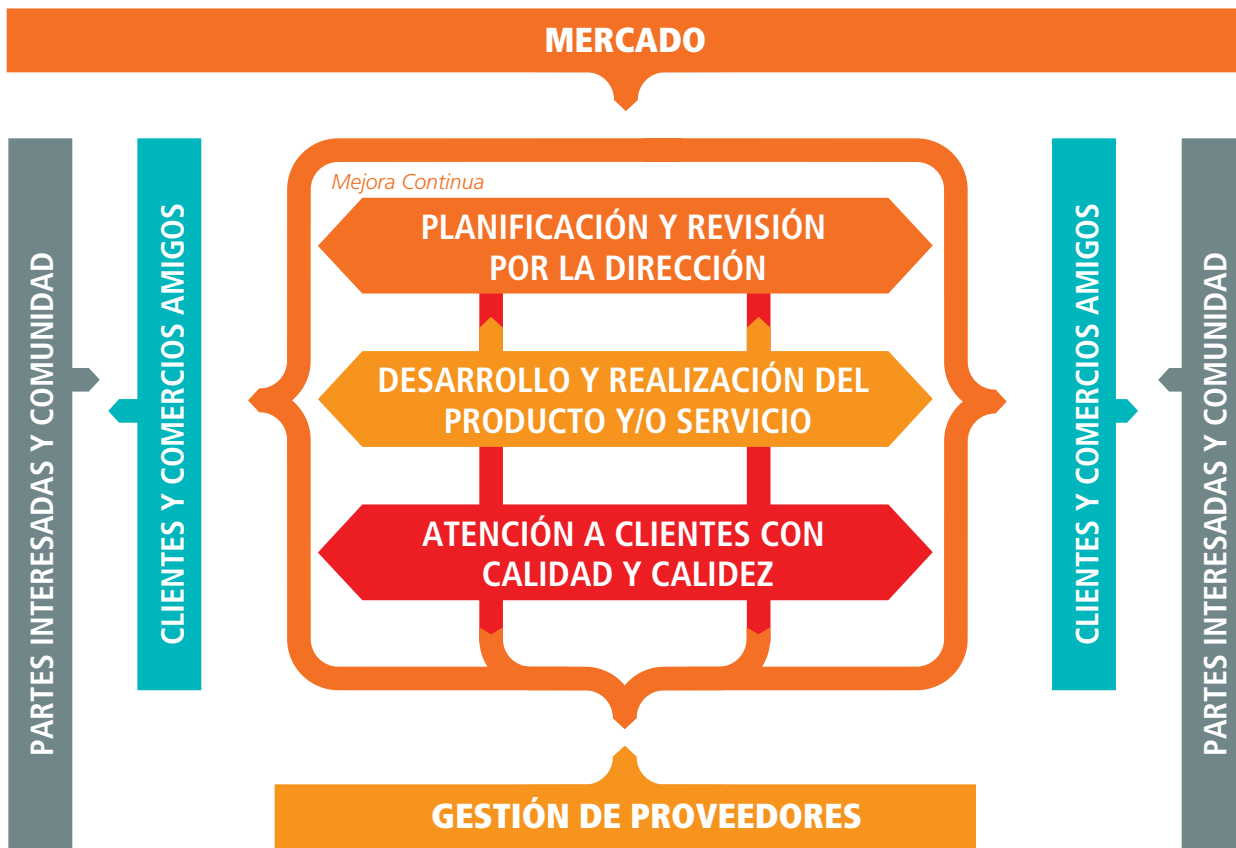 MERCADO
PARTES INTERESADAS Y COMUNIDAD
CLIENTES Y COMERCIOS AMIGOS
Mejora Continua
PLANIFICACIÓN Y REVISIÓN
POR LA DIRECCIÓN
DESARROLLO Y REALIZACIÓN DEL
PRODUCTO Y/O SERVICIO
ATENCIÓN A CLIENTES CON
CALIDAD Y CALIDEZ
CLIENTES Y COMERCIOS AMIGOS
PARTES INTERESADAS Y COMUNIDAD
GESTIÓN DE PROVEEDORES